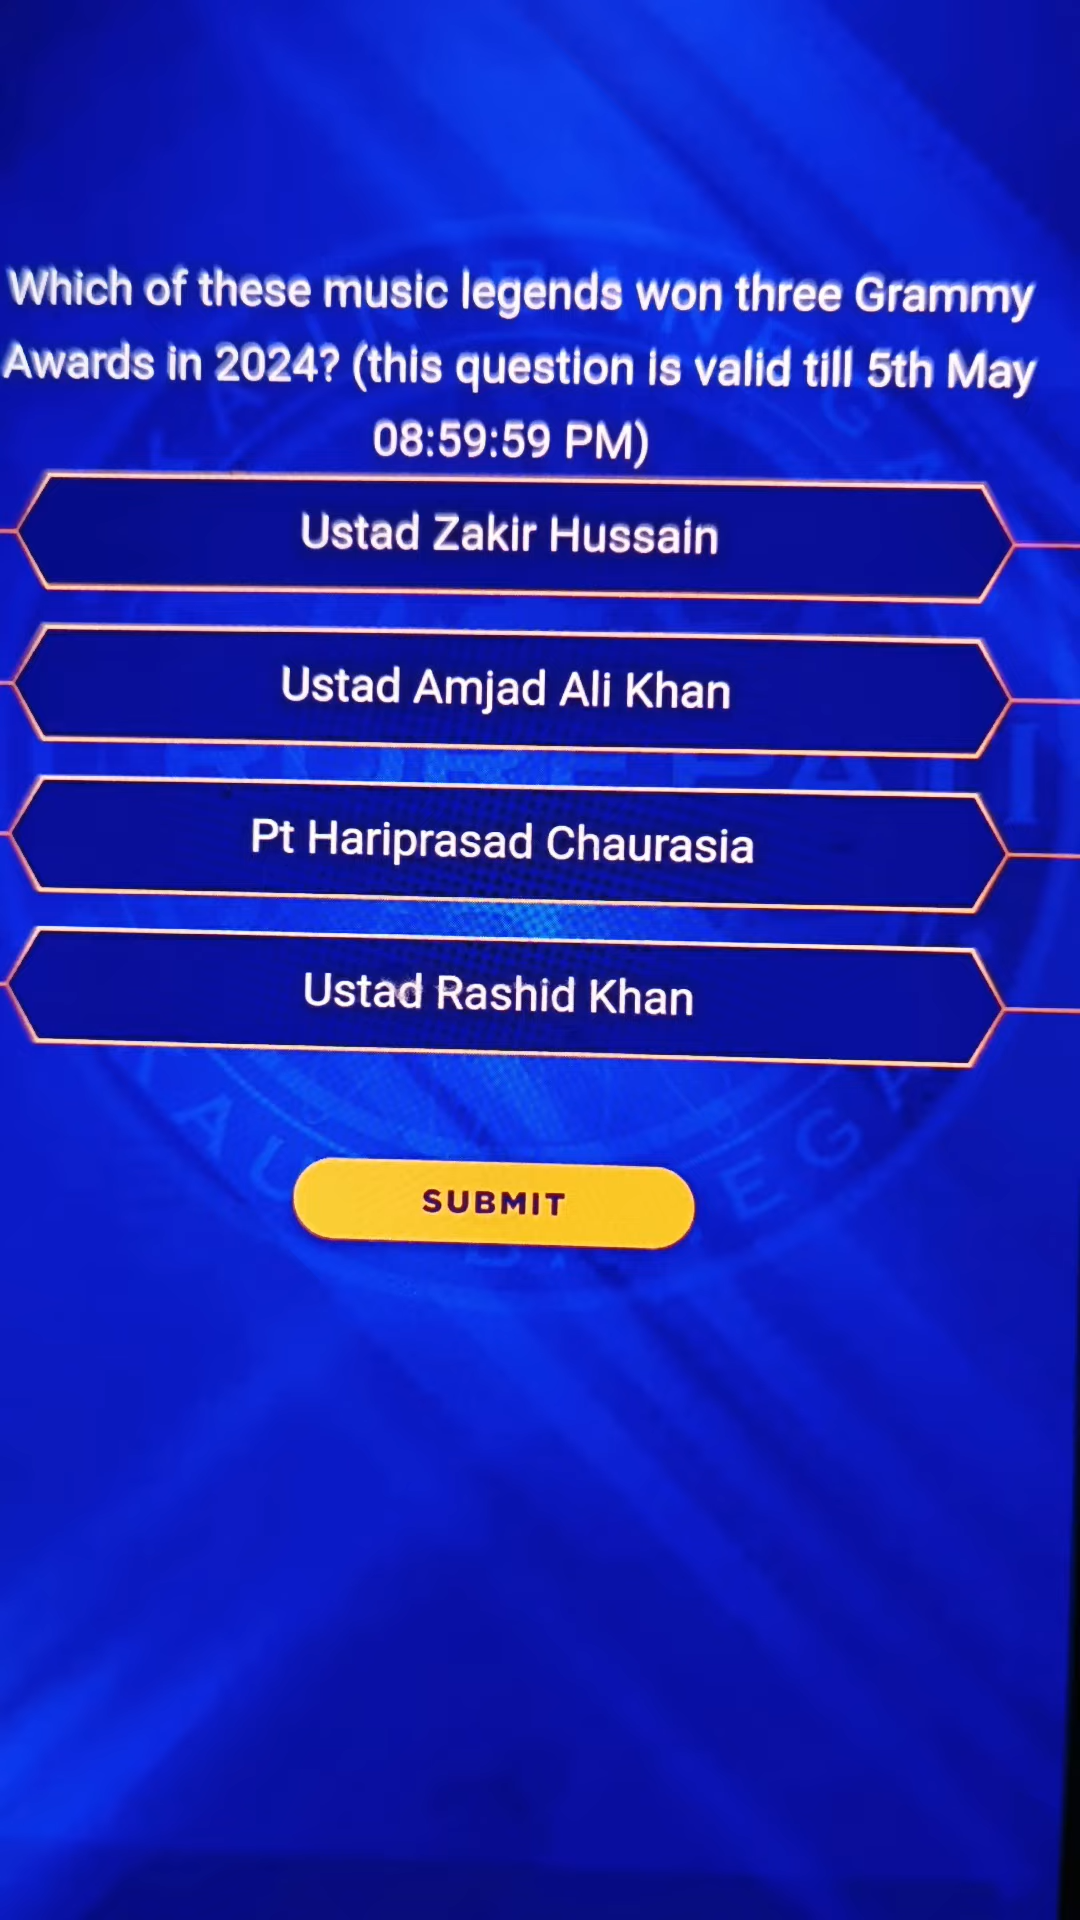 Which of these music legends won three Grammy
Awards in 2024? (this question is valid till 5th May
08:59:59 PM)
Ustad Zakir Hussain
Ustad Amjad Ali Khan
Pt Hariprasad Chaurasia
Ustad Rashid Khan
SUBMIT